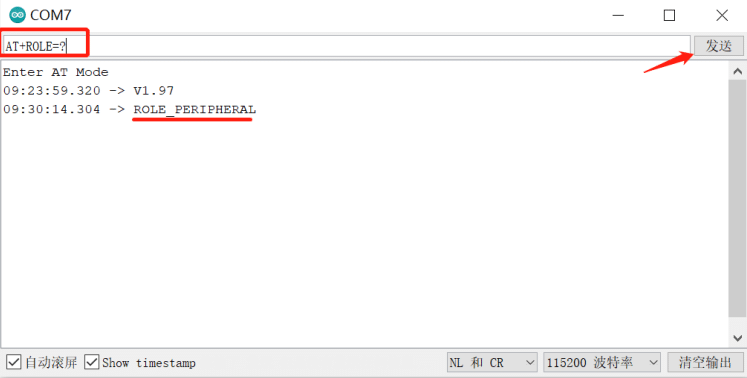 COM7
AT+ROLE=?
发送
Enter AT Mode
09:23:59.320 -> V1.97
09:30:14.304 -> ROLE_PERIPHERAL
自动滚屏 Show timestamp NL 和 CR 115200 波特率 清空输出